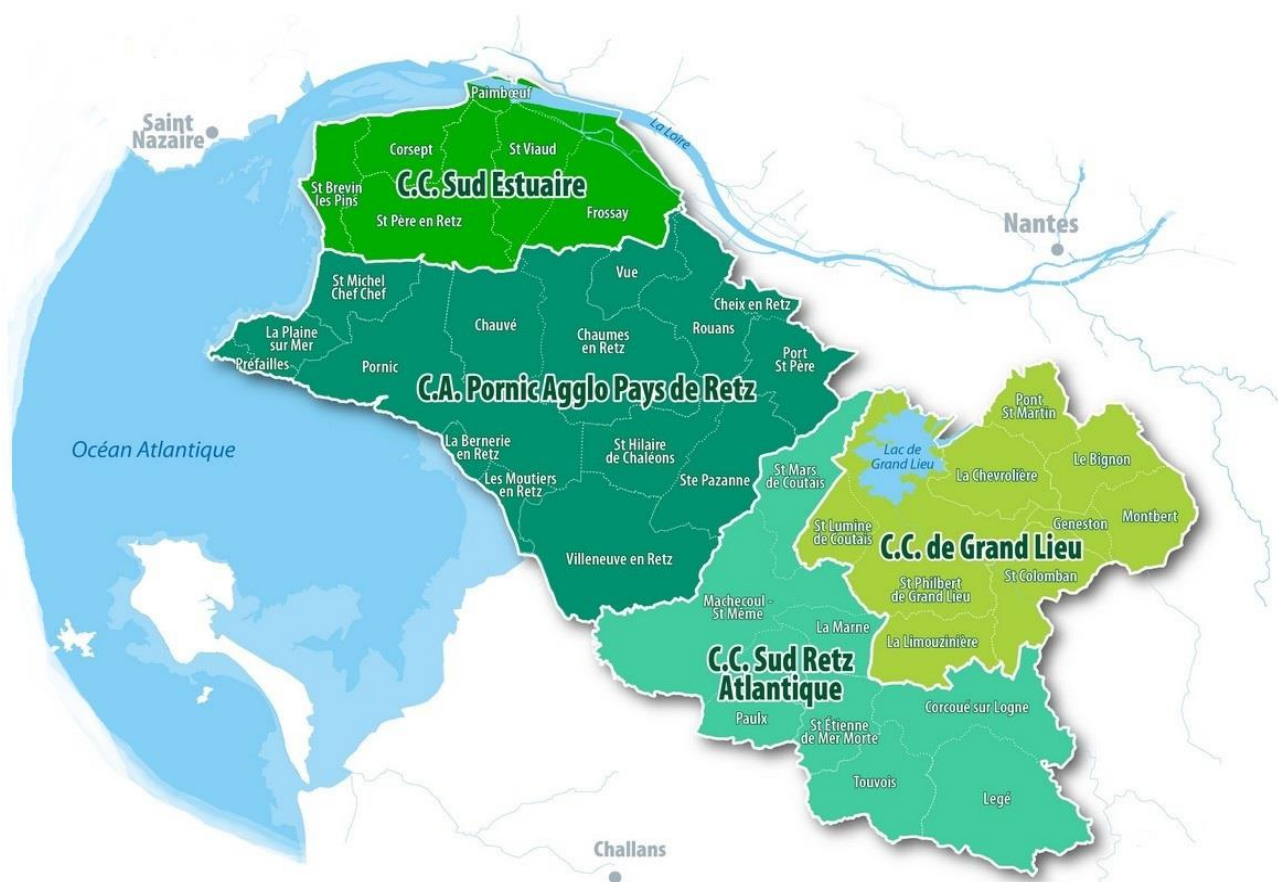 Saint
Nazaire
Paimbœuf
La Loire
Corsept
St Viaud
St Brevin
les Pins
C.C. Sud Estuaire
St Père en Retz
Frossay
Nantes
St Michel
Chef Chef
Vue
Cheix en Retz
La Plaine
sur Mer
Chauvé
Chaumes
en Retz
Rouans
Préfailles
Pornic
Port
St Père
C.A. Pornic Agglo Pays de Retz
Océan Atlantique
La Bernerie
en Retz
St Hilaire
de Chaléons
Les Moutiers
en Retz
Ste Pazanne
St Mars
de Coutais
Lac de
Grand Lieu
Pont
St Martin
La Chevrolière
Le Bignon
Villeneuve en Retz
St Lumine
de Coutais
Geneston
Montbert
C.C. de Grand Lieu
St Philbert
de Grand Lieu
St Colomban
Machecoul -
St Même
La Marne
La Limouzinière
C.C. Sud Retz
Atlantique
Paulx
St Étienne
de Mer Morte
Corcoué sur Logne
Touvois
Legé
Challans